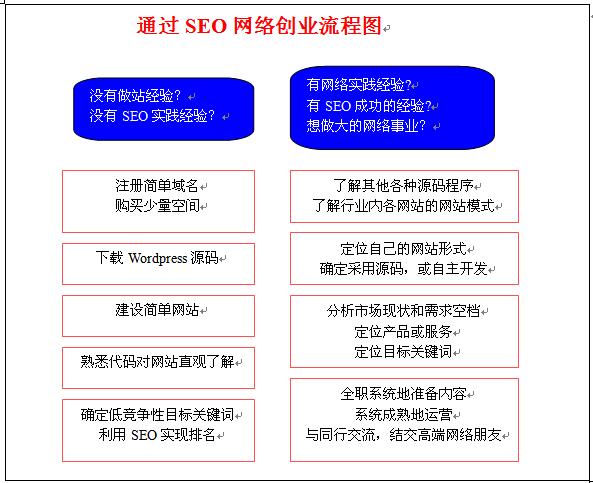 通过 SEO 网络创业流程图
没有做站经验？
没有 SEO 实践经验？
有网络实践经验?
有 SEO 成功的经验?
想做大的网络事业？
注册简单域名
购买少量空间
下载 Wordpress 源码
建设简单网站
熟悉代码对网站直观了解
确定低竞争性目标关键词
利用 SEO 实现排名
了解其他各种源码程序
了解行业内各网站的网站模式
定位自己的网站形式
确定采用源码，或自主开发
分析市场现状和需求空档
定位产品或服务
定位目标关键词
全职系统地准备内容
系统成熟地运营
与同行交流，结交高端网络朋友